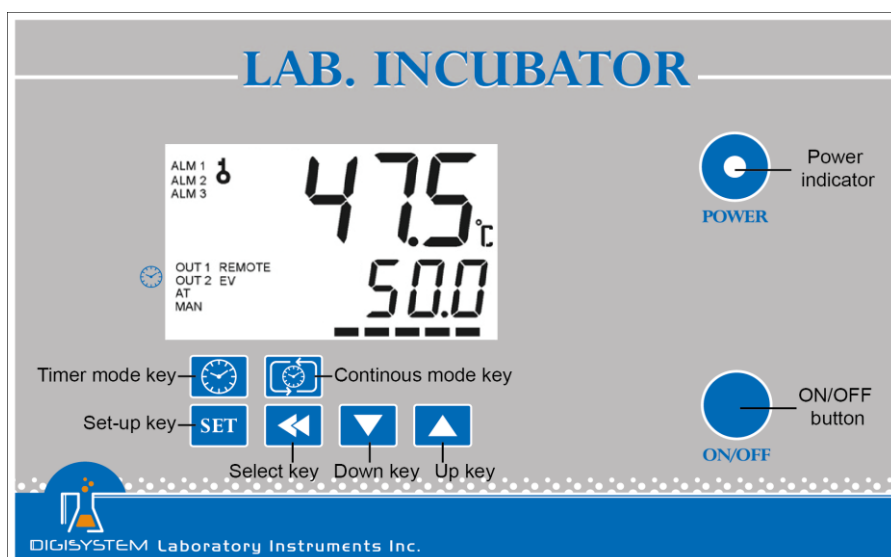 LAB. INCUBATOR
ALM 1
ALM 2
ALM 3
47.5
°C
OUT 1 REMOTE
OUT 2 EV
AT
MAN
50.0
Power
indicator
POWER
Timer mode key
Continous mode key
Set-up key
SET
Select key
Down key
Up key
ON/OFF
button
ON/OFF
DIGISYSTEM Laboratory Instruments Inc.